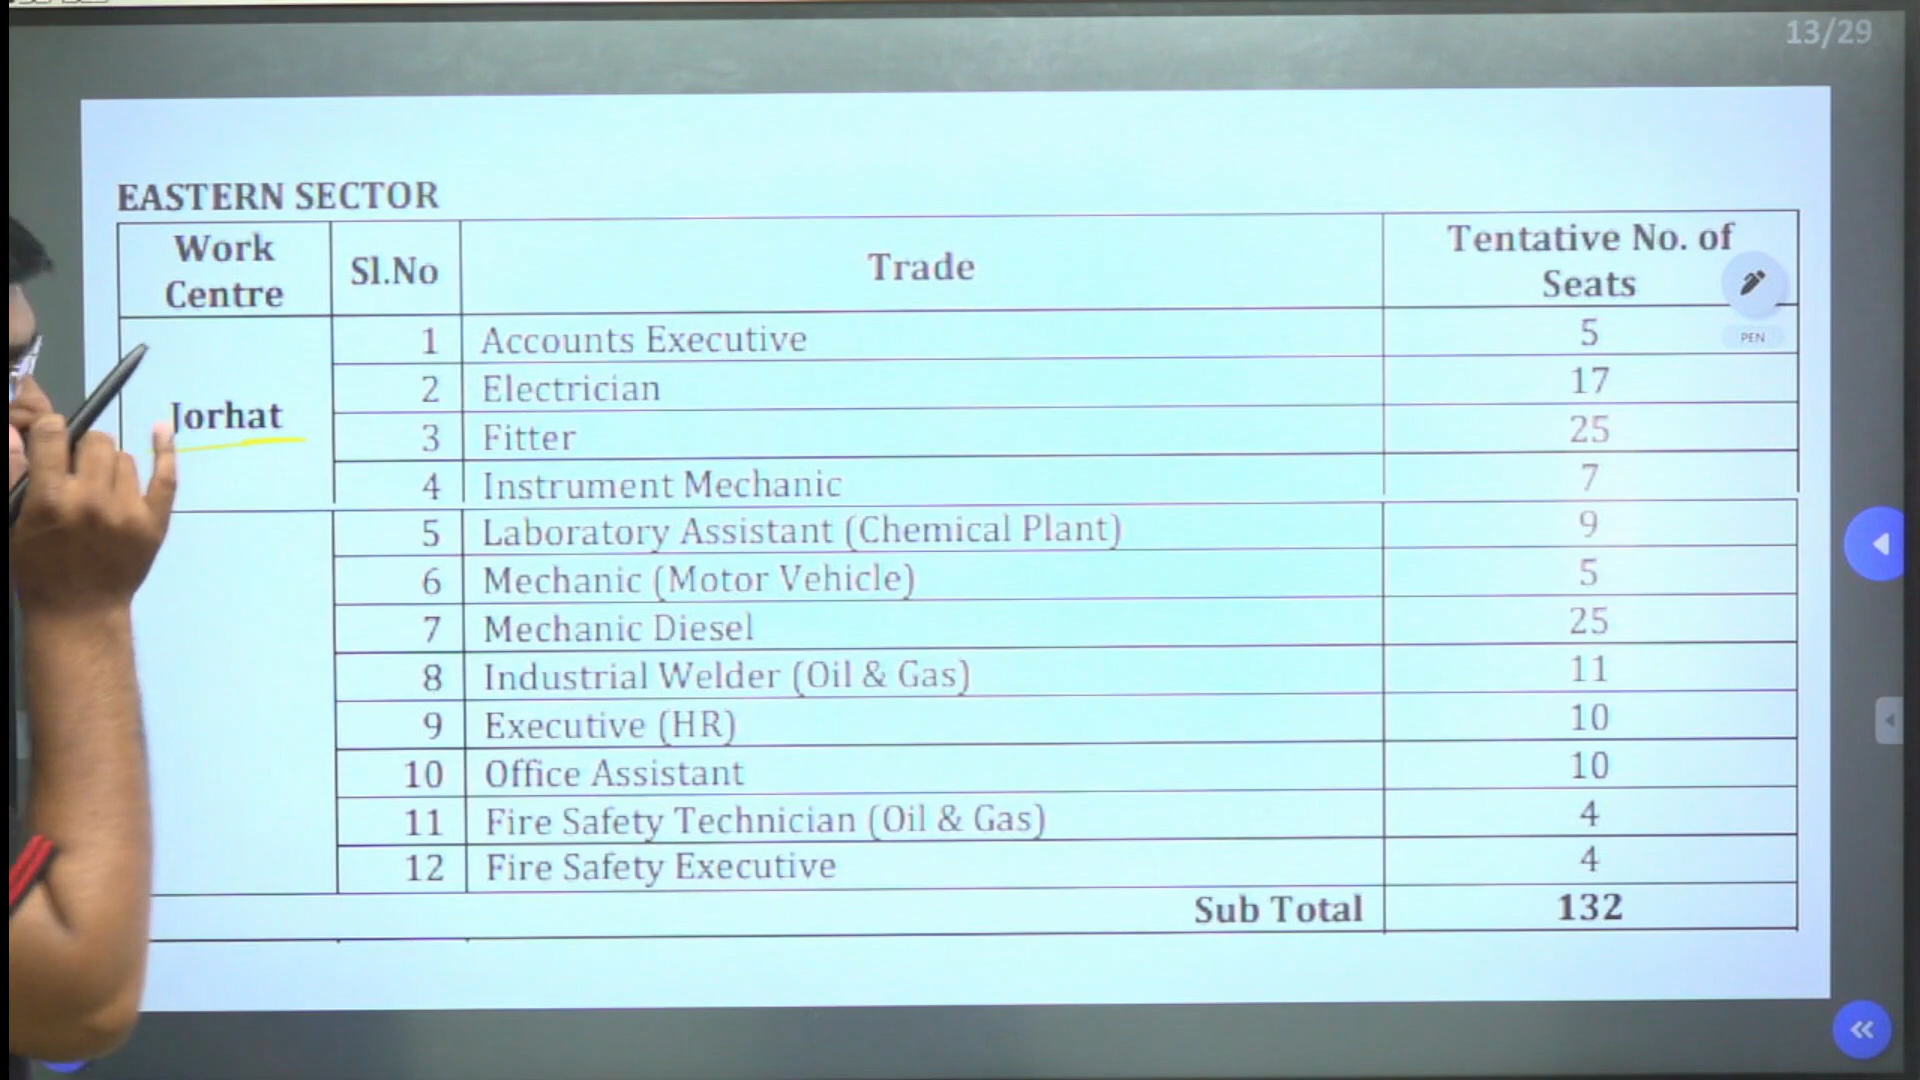 13/29
EASTERN SECTOR
Work Centre Sl.No Trade Tentative No. of Seats
PEN
Jorhat
1 Accounts Executive 5
2 Electrician 17
3 Fitter 25
4 Instrument Mechanic 7
5 Laboratory Assistant (Chemical Plant) 9
6 Mechanic (Motor Vehicle) 5
7 Mechanic Diesel 25
8 Industrial Welder (Oil & Gas) 11
9 Executive (HR) 10
10 Office Assistant 10
11 Fire Safety Technician (Oil & Gas) 4
12 Fire Safety Executive 4
Sub Total 132